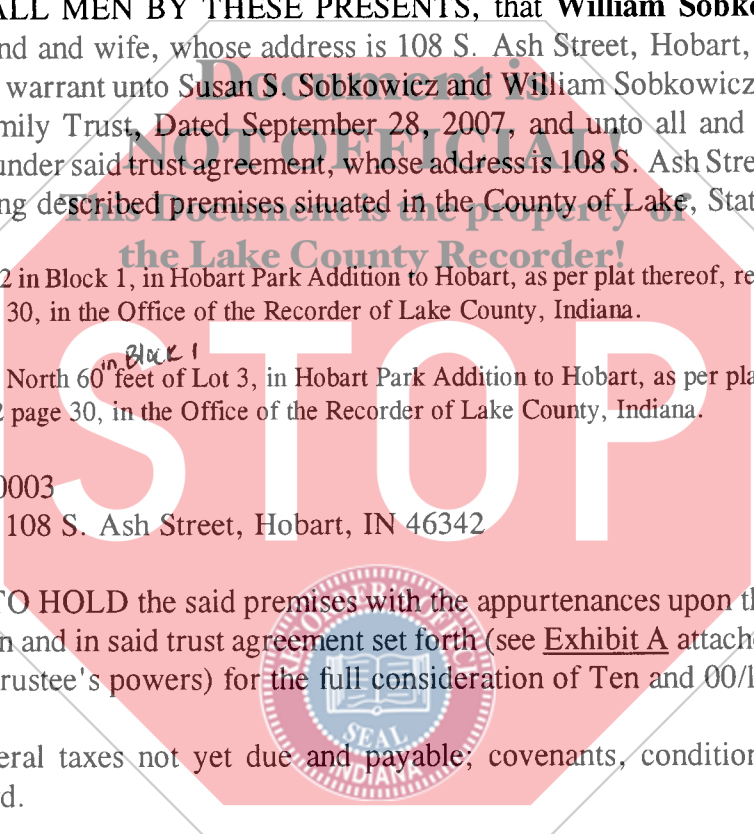 ALL MEN BY THESE PRESENTS, that William Sobko
nd and wife, whose address is 108 S. Ash Street, Hobart,
warrant unto Susan S. Sobkowicz and William Sobkowicz
Document is
mily Trust, Dated September 28, 2007, and unto all and
NOT OFFICIAL!
under said trust agreement, whose address is 108 S. Ash Stre
ng described premises situated in the County of Lake, Stat
This Document is the property of
the Lake County Recorder!
2 in Block 1, in Hobart Park Addition to Hobart, as per plat thereof, re
30, in the Office of the Recorder of Lake County, Indiana.
in Block 1
North 60 feet of Lot 3, in Hobart Park Addition to Hobart, as per pla
2 page 30, in the Office of the Recorder of Lake County, Indiana.
STOP
0003
108 S. Ash Street, Hobart, IN 46342
TO HOLD the said premises with the appurtenances upon th
n and in said trust agreement set forth (see Exhibit A attach
rustee's powers) for the full consideration of Ten and 00/1
SEAL
INDIANA
eral taxes not yet due and payable; covenants, condition
d.